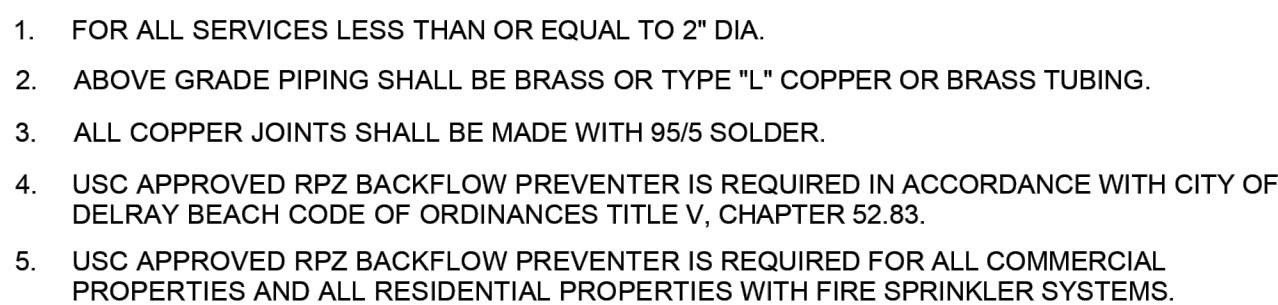 1. FOR ALL SERVICES LESS THAN OR EQUAL TO 2" DIA.
2. ABOVE GRADE PIPING SHALL BE BRASS OR TYPE "L" COPPER OR BRASS TUBING.
3. ALL COPPER JOINTS SHALL BE MADE WITH 95/5 SOLDER.
4. USC APPROVED RPZ BACKFLOW PREVENTER IS REQUIRED IN ACCORDANCE WITH CITY OF
DELRAY BEACH CODE OF ORDINANCES TITLE V, CHAPTER 52.83.
5. USC APPROVED RPZ BACKFLOW PREVENTER IS REQUIRED FOR ALL COMMERCIAL
PROPERTIES AND ALL RESIDENTIAL PROPERTIES WITH FIRE SPRINKLER SYSTEMS.